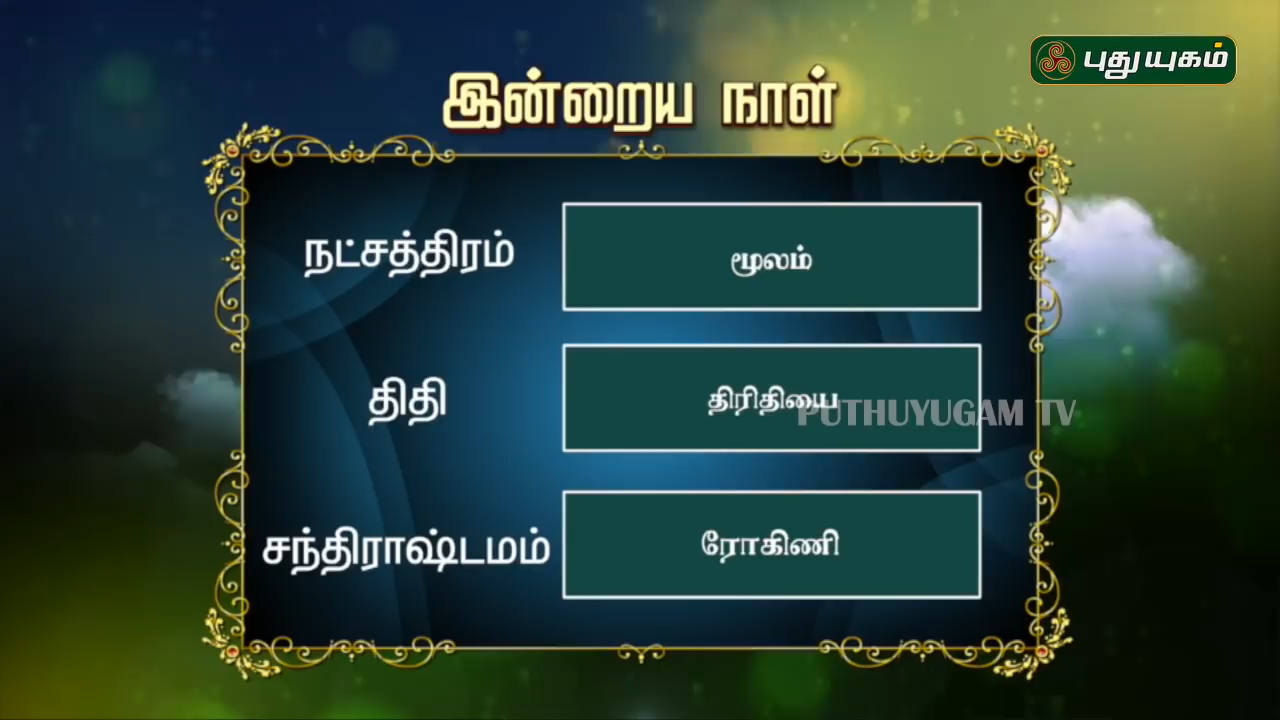 புதுயுகம்
இன்றைய நாள்
நட்சத்திரம்
மூலம்
திதி
திரிதியை
PUTHUYUGAM TV
சந்திராஷ்டமம்
ரோகிணி